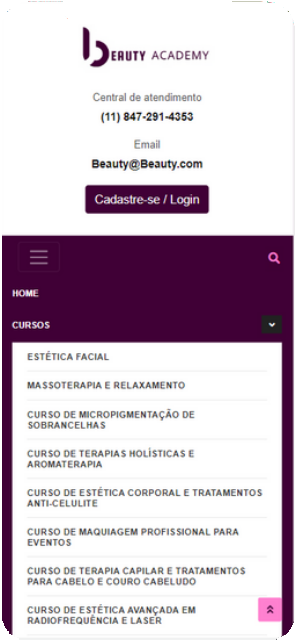 BEAUTY ACADEMY
Central de atendimento
(11) 847-291-4353
Email
Beauty@Beauty.com
Cadastre-se / Login
HOME
CURSOS
ESTÉTICA FACIAL
MASSOTERAPIA E RELAXAMENTO
CURSO DE MICROPIGMENTAÇÃO DE
SOBRANCELHAS
CURSO DE TERAPIAS HOLÍSTICAS E
AROMATERAPIA
CURSO DE ESTÉTICA CORPORAL E TRATAMENTOS
ANTI-CELULITE
CURSO DE MAQUIAGEM PROFISSIONAL PARA
EVENTOS
CURSO DE TERAPIA CAPILAR E TRATAMENTOS
PARA CABELO E COURO CABELUDO
CURSO DE ESTÉTICA AVANÇADA EM
RADIOFREQUÊNCIA E LASER